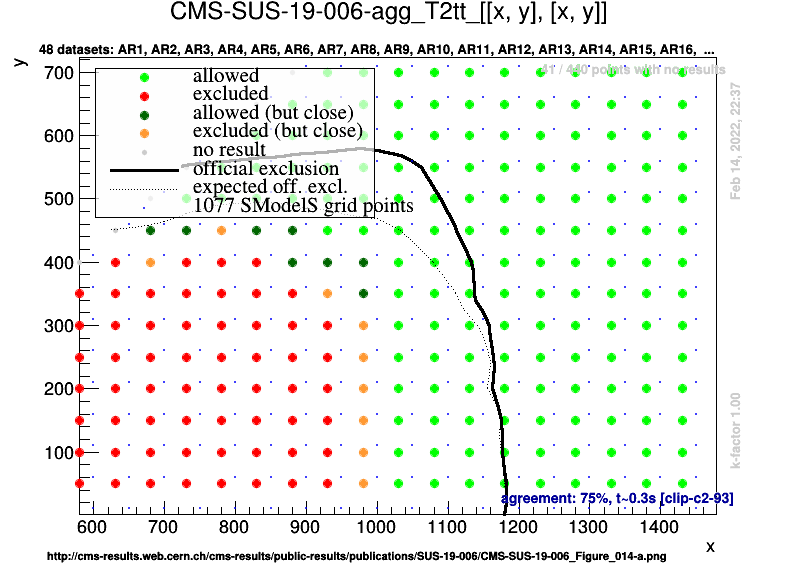 CMS-SUS-19-006-agg_T2tt_[[x, y], [x, y]]
48 datasets: AR1, AR2, AR3, AR4, AR5, AR6, AR7, AR8, AR9, AR10, AR11, AR12, AR13, AR14, AR15, AR16, ...
y
41 / 440 points with no results
allowed
excluded
allowed (but close)
excluded (but close)
no result
official exclusion
expected off. excl.
1077 SModelS grid points
700
600
500
400
300
200
100
Feb 14, 2022, 22:37
k-factor 1.00
agreement: 75%, t~0.3s [clip-c2-93]
600 700 800 900 1000 1100 1200 1300 1400
x
http://cms-results.web.cern.ch/cms-results/public-results/publications/SUS-19-006/CMS-SUS-19-006_Figure_014-a.png